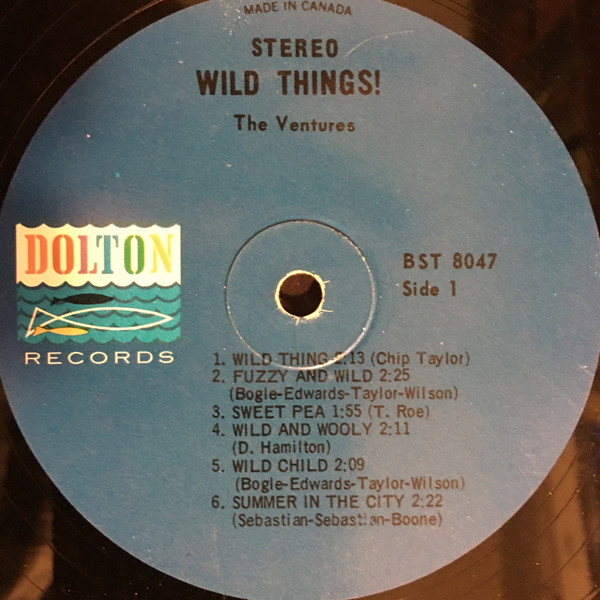 MADE IN CANADA
STEREO
WILD THINGS!
The Ventures
DOLTON
RECORDS
BST 8047
Side 1
1. WILD THING 2:13 (Chip Taylor)
2. FUZZY AND WILD 2:25
(Bogle-Edwards-Taylor-Wilson)
3. SWEET PEA 1:55 (T. Roe)
4. WILD AND WOOLY 2:11
(D. Hamilton)
5. WILD CHILD 2:09
(Bogle-Edwards-Taylor-Wilson)
6. SUMMER IN THE CITY 2:22
(Sebastian-Sebastian-Boone)